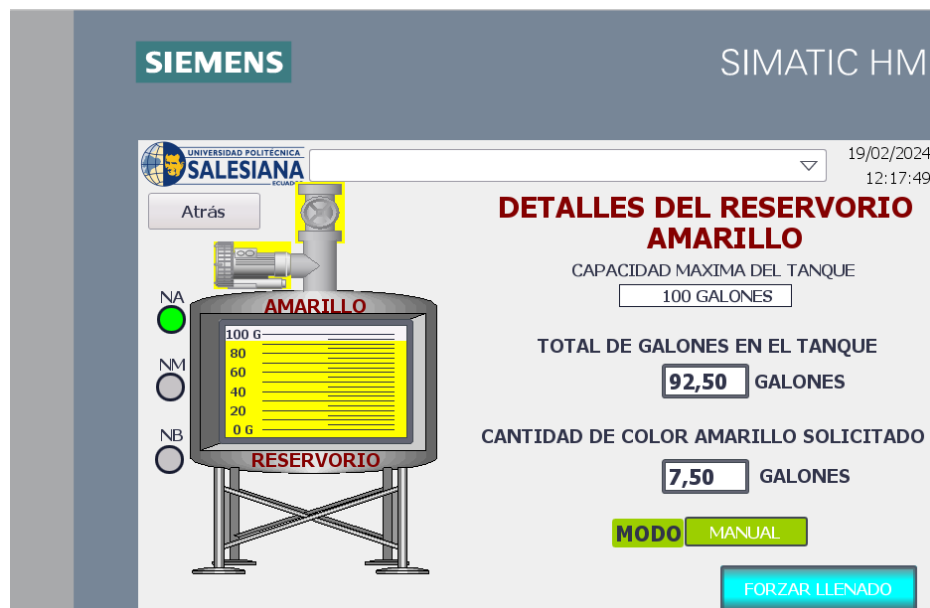 SIEMENS
SIMATIC HM
UNIVERSIDAD POLITÉCNICA
SALESIANA
ECUADOR
19/02/2024
12:17:49
Atrás
DETALLES DEL RESERVORIO
AMARILLO
CAPACIDAD MAXIMA DEL TANQUE
100 GALONES
NA
AMARILLO
100 G
80
60
40
20
0 G
NM
NB
RESERVORIO
TOTAL DE GALONES EN EL TANQUE
92,50 GALONES
CANTIDAD DE COLOR AMARILLO SOLICITADO
7,50 GALONES
MODO MANUAL
FORZAR LLENADO